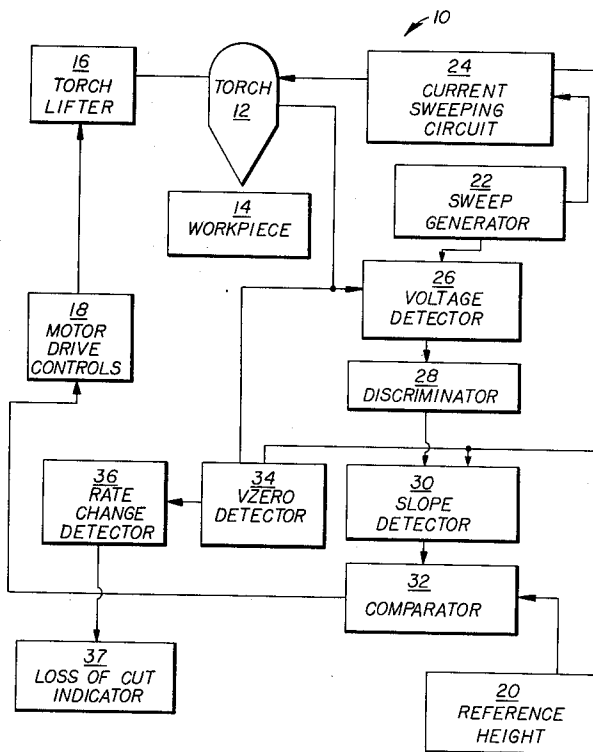 10
16
TORCH
LIFTER
TORCH
12
24
CURRENT
SWEEPING
CIRCUIT
14
WORKPIECE
22
SWEEP
GENERATOR
26
VOLTAGE
DETECTOR
18
MOTOR
DRIVE
CONTROLS
28
DISCRIMINATOR
36
RATE
CHANGE
DETECTOR
34
VZERO
DETECTOR
30
SLOPE
DETECTOR
32
COMPARATOR
37
LOSS OF CUT
INDICATOR
20
REFERENCE
HEIGHT